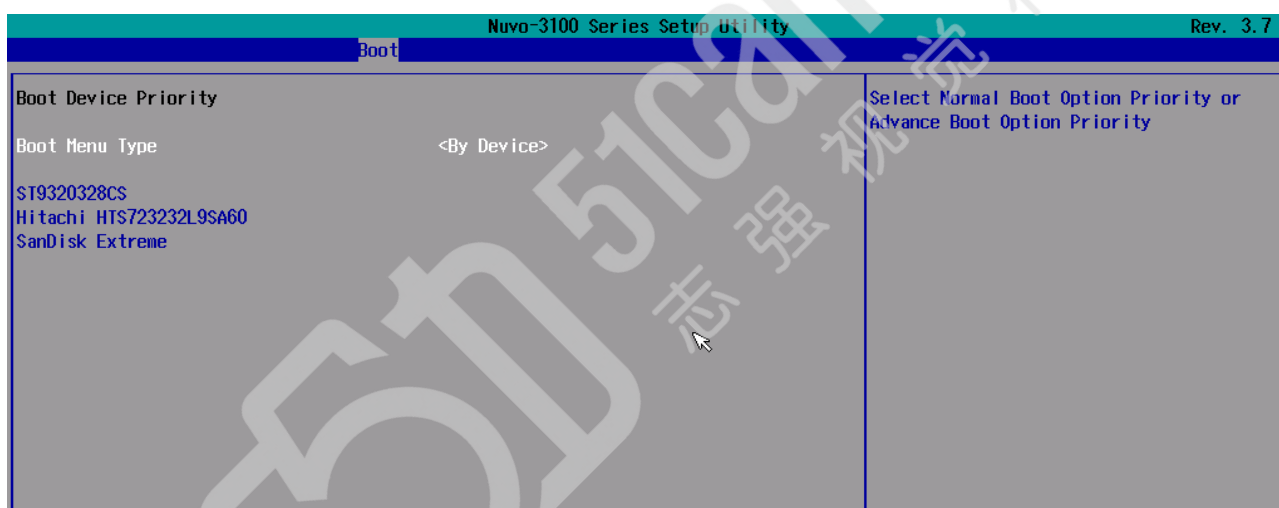 Nuvo-3100 Series Setup Utility
Rev. 3.7
Boot
Boot Device Priority
Boot Menu Type <By Device>
ST9320328CS
Hitachi HTS723232L9SA60
SanDisk Extreme
Select Normal Boot Option Priority or
Advance Boot Option Priority
51Ca
志强视觉